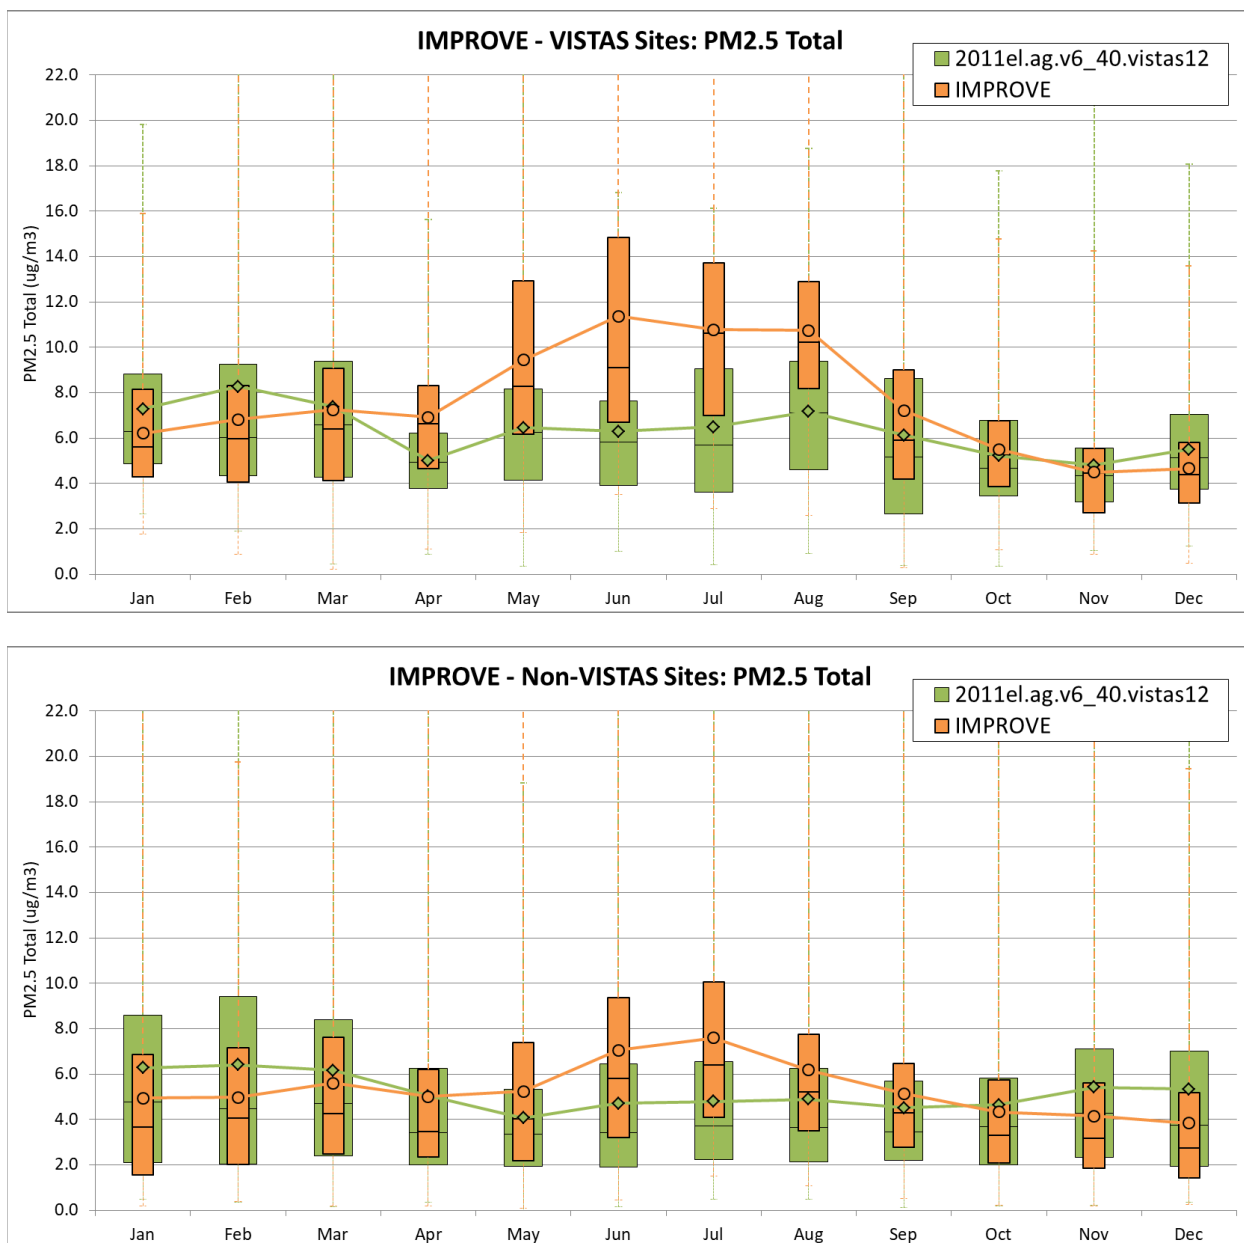 IMPROVE - VISTAS Sites: PM2.5 Total
2011el.ag.v6_40.vistas12
IMPROVE
PM2.5 Total (ug/m3)
22.0
20.0
18.0
16.0
14.0
12.0
10.0
8.0
6.0
4.0
2.0
0.0
Jan Feb Mar Apr May Jun Jul Aug Sep Oct Nov Dec
IMPROVE - Non-VISTAS Sites: PM2.5 Total
2011el.ag.v6_40.vistas12
IMPROVE
PM2.5 Total (ug/m3)
22.0
20.0
18.0
16.0
14.0
12.0
10.0
8.0
6.0
4.0
2.0
0.0
Jan Feb Mar Apr May Jun Jul Aug Sep Oct Nov Dec